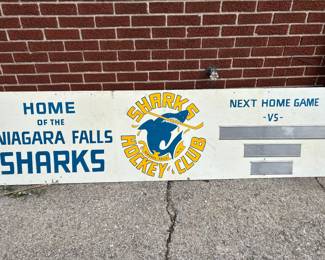 HOME
OF THE
NIAGARA FALLS
SHARKS
SHARKS
HOCKEY CLUB
NEXT HOME GAME
-VS-